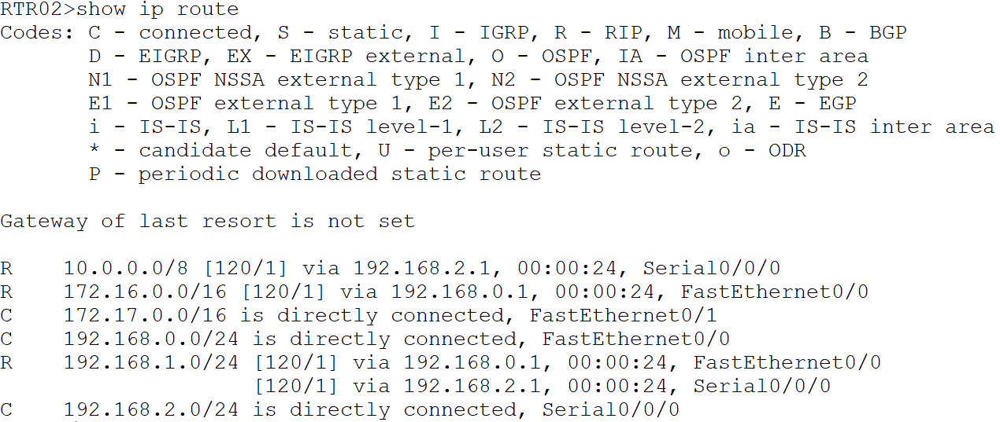 RTR02>show ip route
Codes: C - connected, S - static, I - IGRP, R - RIP, M - mobile, B - BGP
       D - EIGRP, EX - EIGRP external, O - OSPF, IA - OSPF inter area
       N1 - OSPF NSSA external type 1, N2 - OSPF NSSA external type 2
       E1 - OSPF external type 1, E2 - OSPF external type 2, E - EGP
       i - IS-IS, L1 - IS-IS level-1, L2 - IS-IS level-2, ia - IS-IS inter area
       * - candidate default, U - per-user static route, o - ODR
       P - periodic downloaded static route

Gateway of last resort is not set

R    10.0.0.0/8 [120/1] via 192.168.2.1, 00:00:24, Serial0/0/0
R    172.16.0.0/16 [120/1] via 192.168.0.1, 00:00:24, FastEthernet0/0
C    172.17.0.0/16 is directly connected, FastEthernet0/1
C    192.168.0.0/24 is directly connected, FastEthernet0/0
R    192.168.1.0/24 [120/1] via 192.168.0.1, 00:00:24, FastEthernet0/0
                    [120/1] via 192.168.2.1, 00:00:24, Serial0/0/0
C    192.168.2.0/24 is directly connected, Serial0/0/0